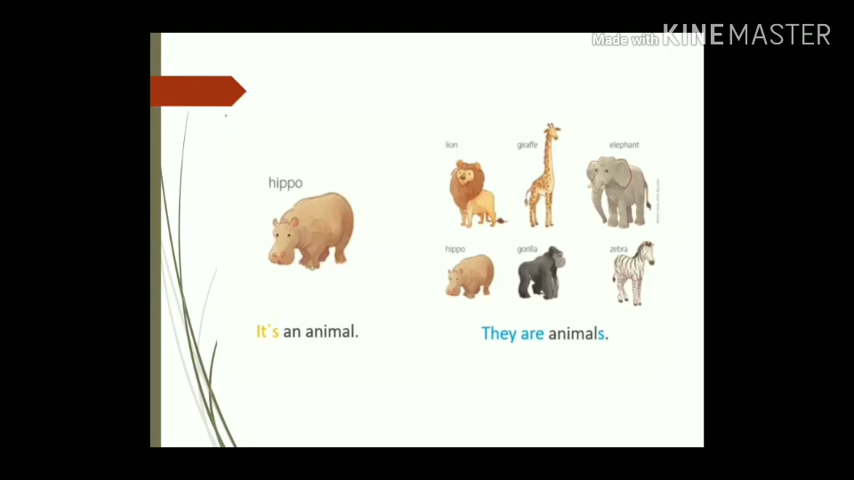 Made with KINEMASTER
hippo
It´s an animal.
lion giraffe elephant
hippo gorilla zebra
They are animals.